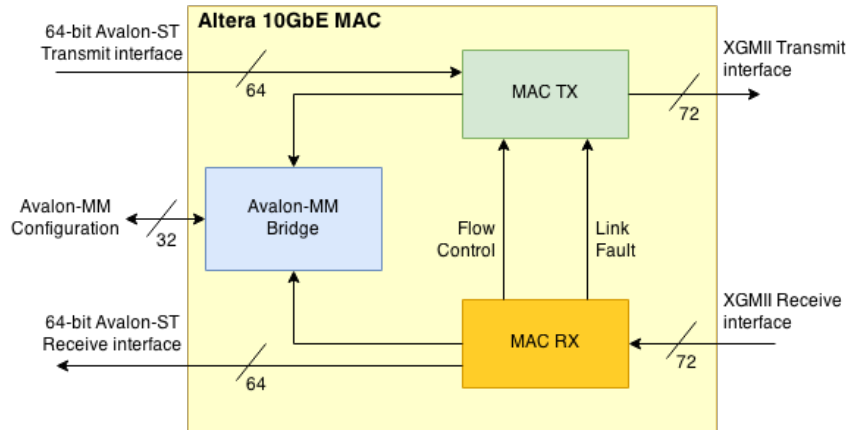 Altera 10GbE MAC
64-bit Avalon-ST
Transmit interface
64
MAC TX
XGMII Transmit
interface
72
Avalon-MM
Configuration
32
Avalon-MM
Bridge
Flow
Control
Link
Fault
64-bit Avalon-ST
Receive interface
64
MAC RX
XGMII Receive
interface
72